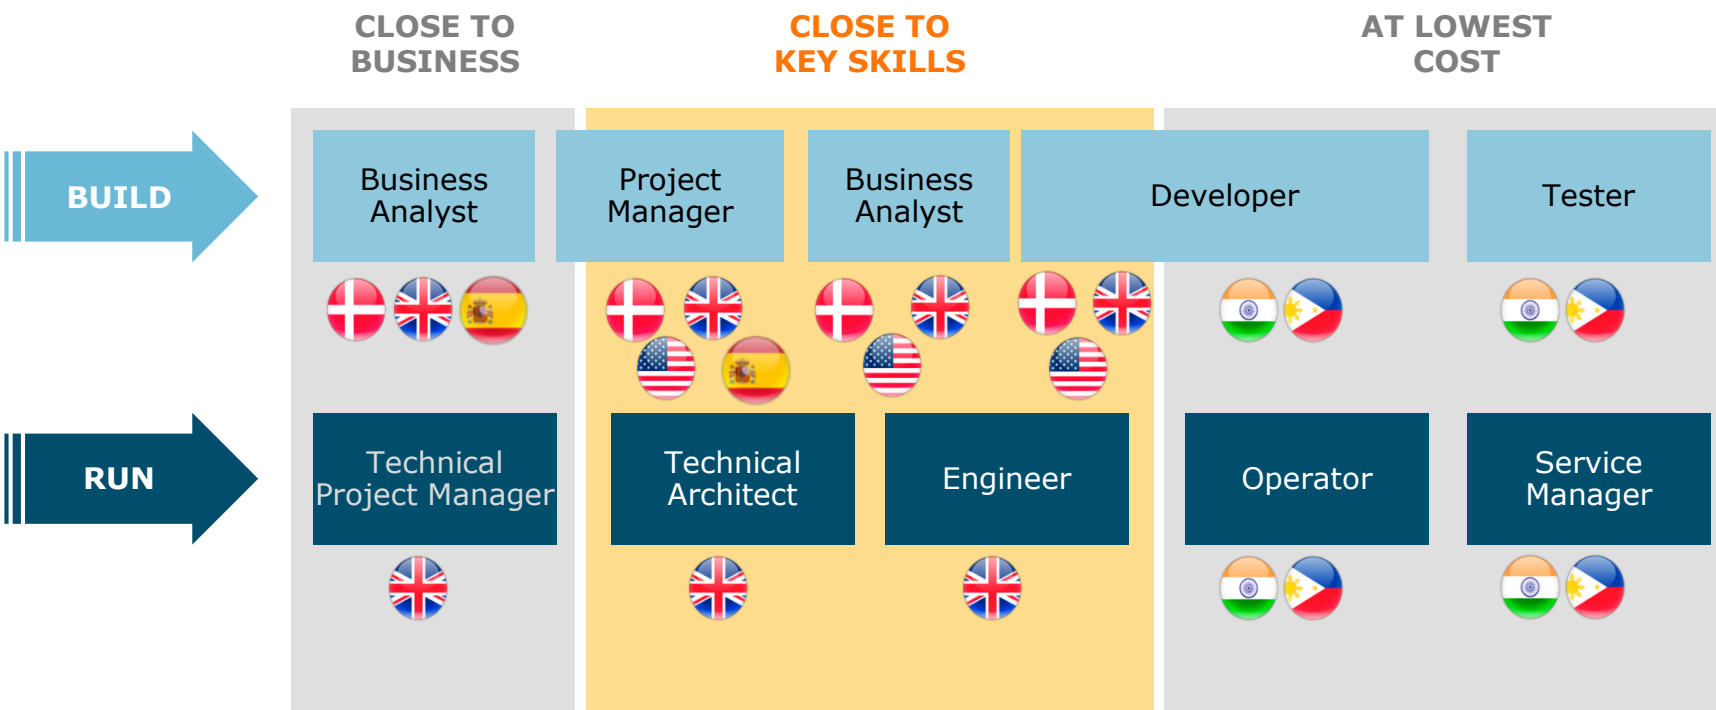 CLOSE TO
BUSINESS
CLOSE TO
KEY SKILLS
AT LOWEST
COST
BUILD
Business
Analyst
Project
Manager
Business
Analyst
Developer
Tester
RUN
Technical
Project Manager
Technical
Architect
Engineer
Operator
Service
Manager